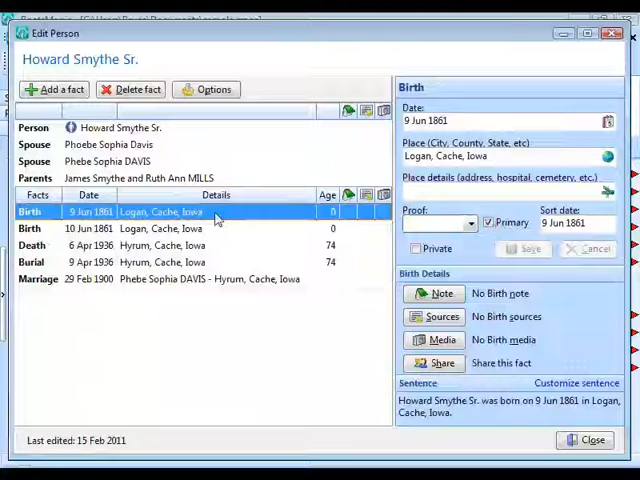 Edit Person
Howard Smythe Sr.
Add a fact
Delete fact
Options
Person Howard Smythe Sr.
Spouse Phoebe Sophia Davis
Spouse Phebe Sophia DAVIS
Parents James Smythe and Ruth Ann MILLS
Facts Date Details Age
Birth 9 Jun 1861 Logan, Cache, Iowa 0
Birth 10 Jun 1861 Logan, Cache, Iowa 0
Death 6 Apr 1936 Hyrum, Cache, Iowa 74
Burial 9 Apr 1936 Hyrum, Cache, Iowa 74
Marriage 29 Feb 1900 Phebe Sophia DAVIS - Hyrum, Cache, Iowa
Last edited: 15 Feb 2011
Birth
Date:
9 Jun 1861
Place (City, County, State, etc)
Logan, Cache, Iowa
Place details (address, hospital, cemetery, etc.)
Proof:
Primary
Sort date:
9 Jun 1861
Private
Save
Cancel
Birth Details
Note No Birth note
Sources No Birth sources
Media No Birth media
Share Share this fact
Sentence Customize sentence
Howard Smythe Sr. was born on 9 Jun 1861 in Logan,
Cache, Iowa.
Close